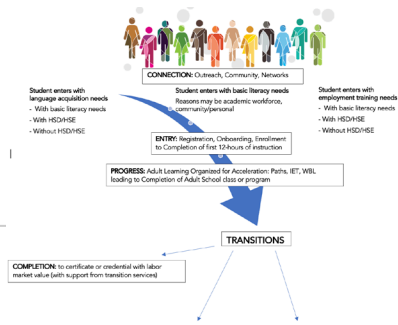 CONNECTION: Outreach, Community, Networks
Student enters with
language acquisition needs
- With basic literacy needs
- With HSD/HSE
- Without HSD/HSE
Student enters with basic literacy needs
Reasons may be academic workforce,
community/personal
Student enters with
employment training needs
- With basic literacy needs
- With HSD/HSE
- Without HSD/HSE
ENTRY: Registration, Onboarding, Enrollment
to Completion of first 12-hours of instruction
PROGRESS: Adult Learning Organized for Acceleration: Paths, IET, WBL
leading to Completion of Adult School class or program
TRANSITIONS
COMPLETION: to certificate or credential with labor
market value (with support from transition services)